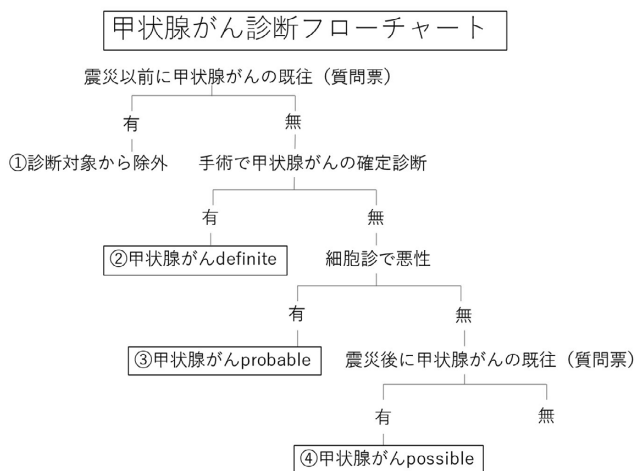 甲状腺がん診断フローチャート
震災以前に甲状腺がんの既往（質問票）
有
無
①診断対象から除外
手術で甲状腺がんの確定診断
有
無
②甲状腺がんdefinite
細胞診で悪性
有
無
③甲状腺がんprobable
震災後に甲状腺がんの既往（質問票）
有
無
④甲状腺がんpossible